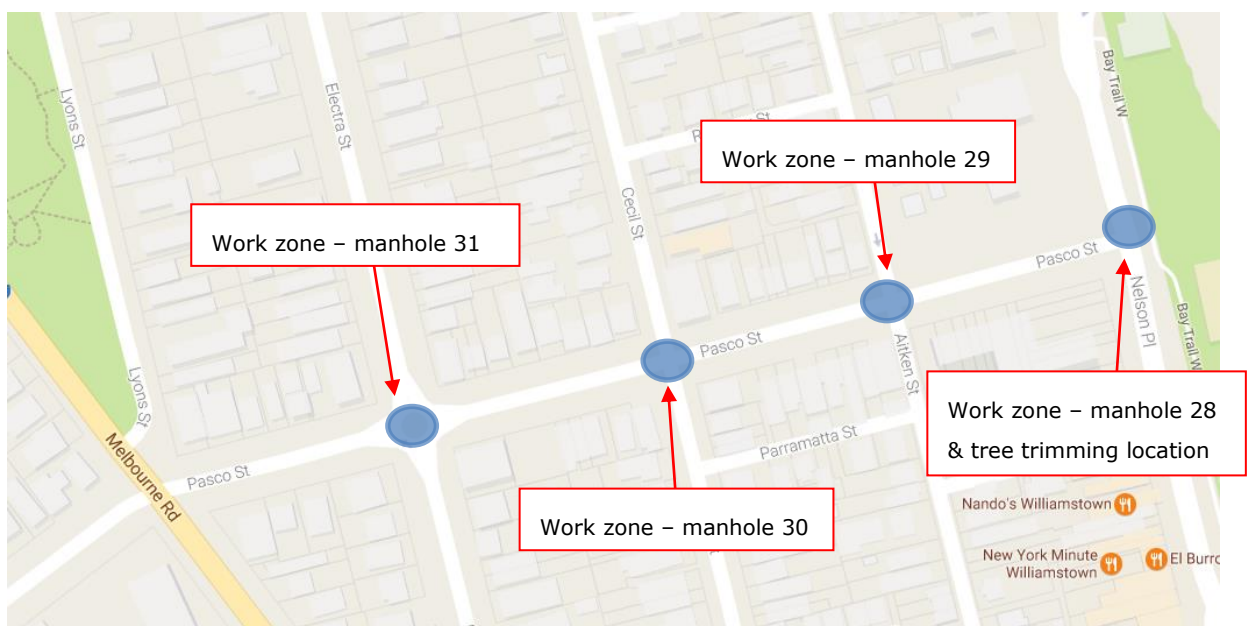 Bay Trail W
Lyons St
Electra St
St
Work zone – manhole 29
Cecil St
Work zone – manhole 31
Pasco St
Nelson Pl
Bay Trail W
Pasco St
Aitken St
Lyons St
Work zone – manhole 28
& tree trimming location
Parramatta St
Melbourne Rd
Pasco St
Nando's Williamstown
Work zone – manhole 30
New York Minute
Williamstown
El Burro